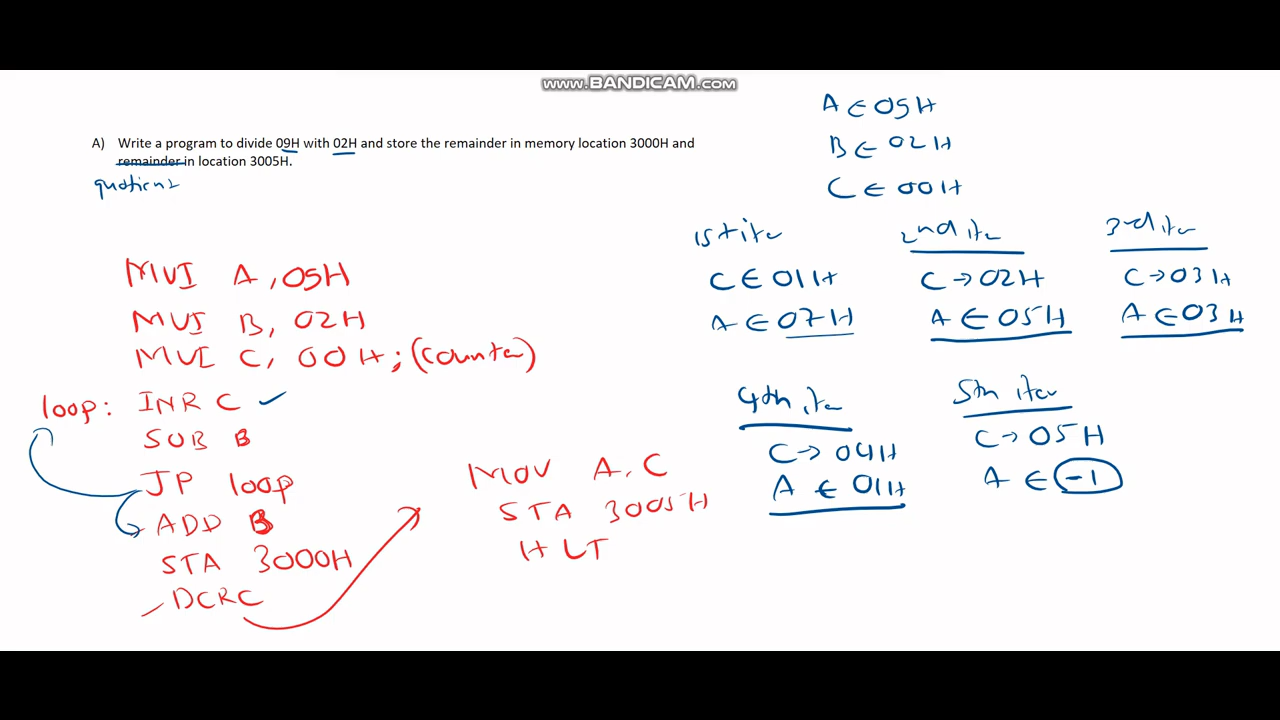 www.BANDICAM.com
A) Write a program to divide 09H with 02H and store the remainder in memory location 3000H and
remainder in location 3005H.
quotient
MVI A, 05H
MVI B, 02H
MVI C, 00H; (counter)
loop: INR C
SUB B
JP loop
ADD B
STA 3000H
DCR C
MOV A, C
STA 3005H
HLT
A ← 05H
B ← 02H
C ← 00H
1st iter
C ← 01H
A ← 07H
2nd iter
C → 02H
A ← 05H
3rd iter
C → 03H
A ← 03H
4th iter
C → 04H
A ← 01H
5th iter
C → 05H
A ← -1